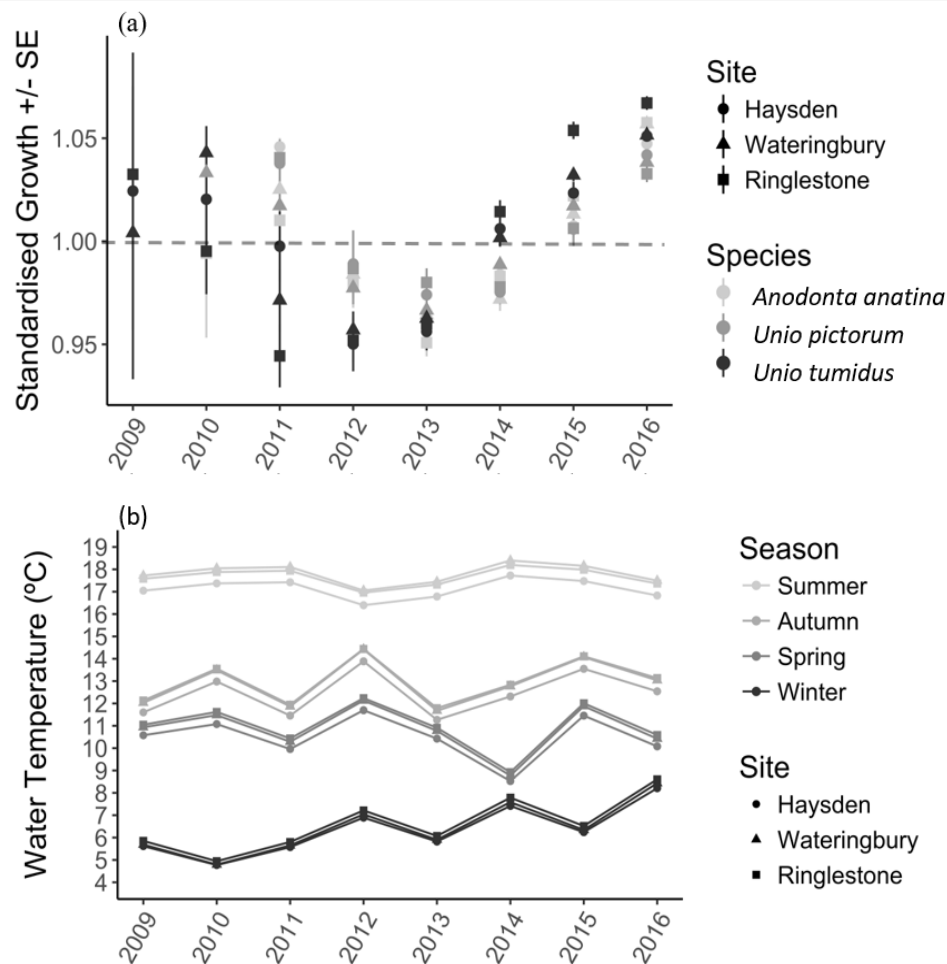 (a)
Standardised Growth +/- SE
1.05
1.00
0.95
2009
2010
2011
2012
2013
2014
2015
2016
Site
Haysden
Wateringbury
Ringlestone
Species
Anodonta anatina
Unio pictorum
Unio tumidus
(b)
Water Temperature (ºC)
19
18
17
16
15
14
13
12
11
10
9
8
7
6
5
4
2009
2010
2011
2012
2013
2014
2015
2016
Season
Summer
Autumn
Spring
Winter
Site
Haysden
Wateringbury
Ringlestone